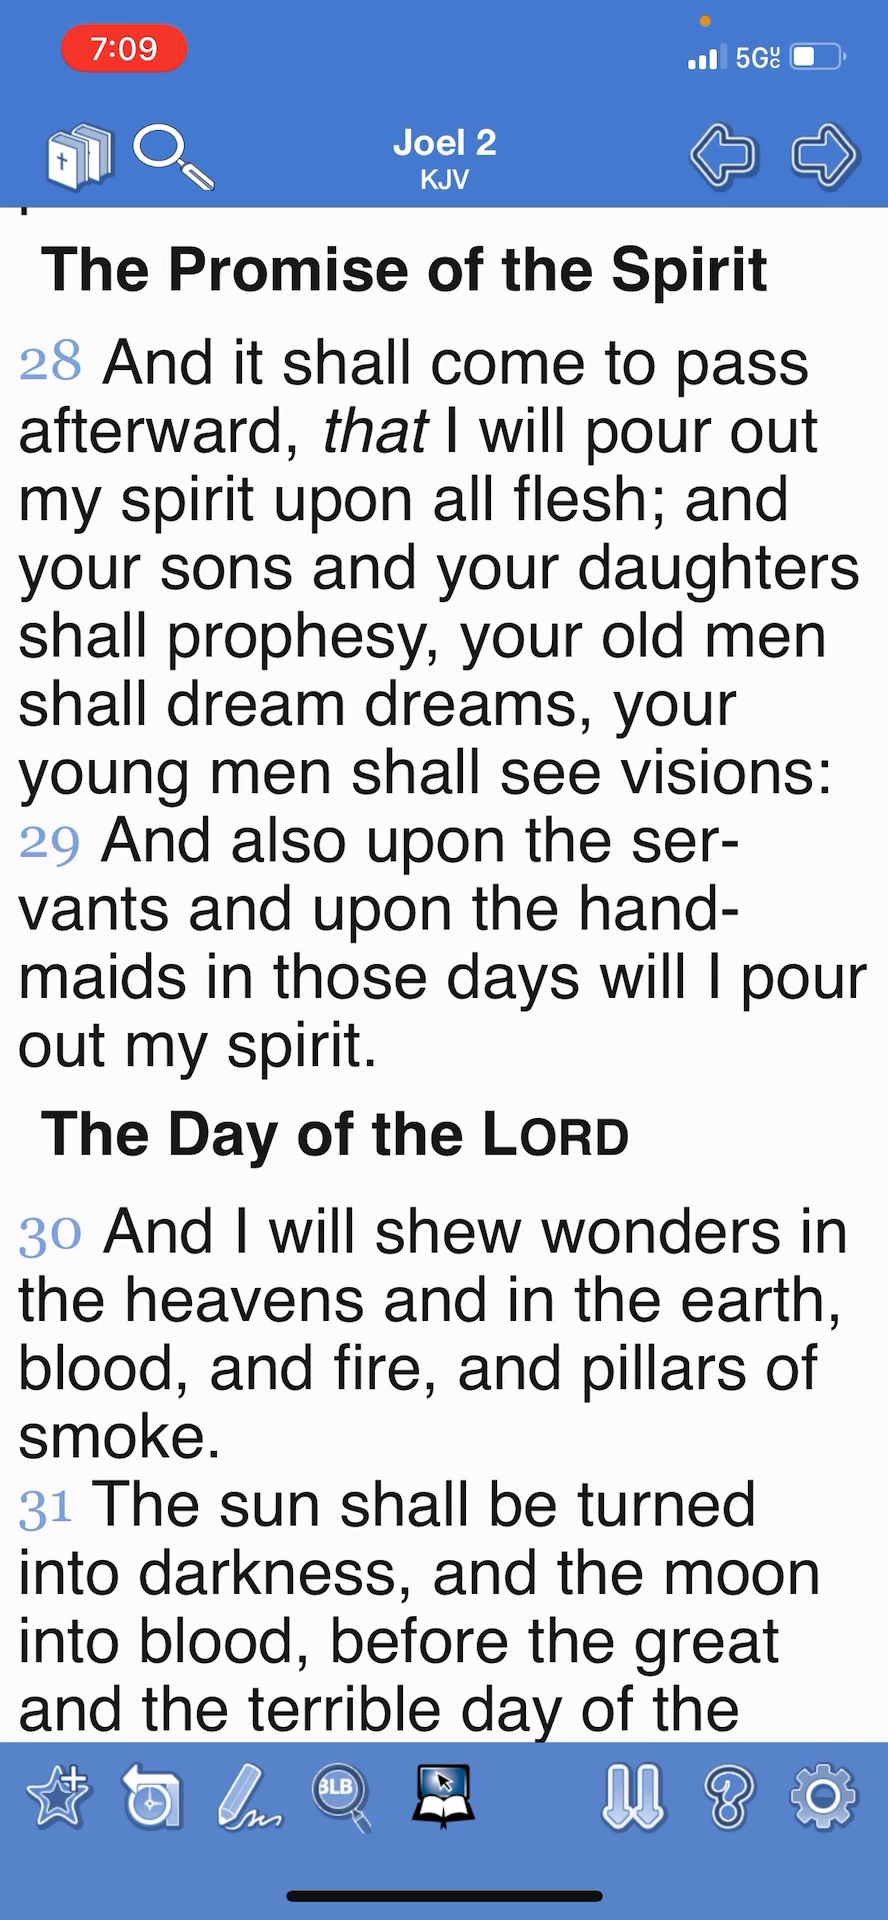 7:09
5GUC
Joel 2
KJV
The Promise of the Spirit
28 And it shall come to pass
afterward, that I will pour out
my spirit upon all flesh; and
your sons and your daughters
shall prophesy, your old men
shall dream dreams, your
young men shall see visions:
29 And also upon the ser-
vants and upon the hand-
maids in those days will I pour
out my spirit.
The Day of the LORD
30 And I will shew wonders in
the heavens and in the earth,
blood, and fire, and pillars of
smoke.
31 The sun shall be turned
into darkness, and the moon
into blood, before the great
and the terrible day of the
BLB